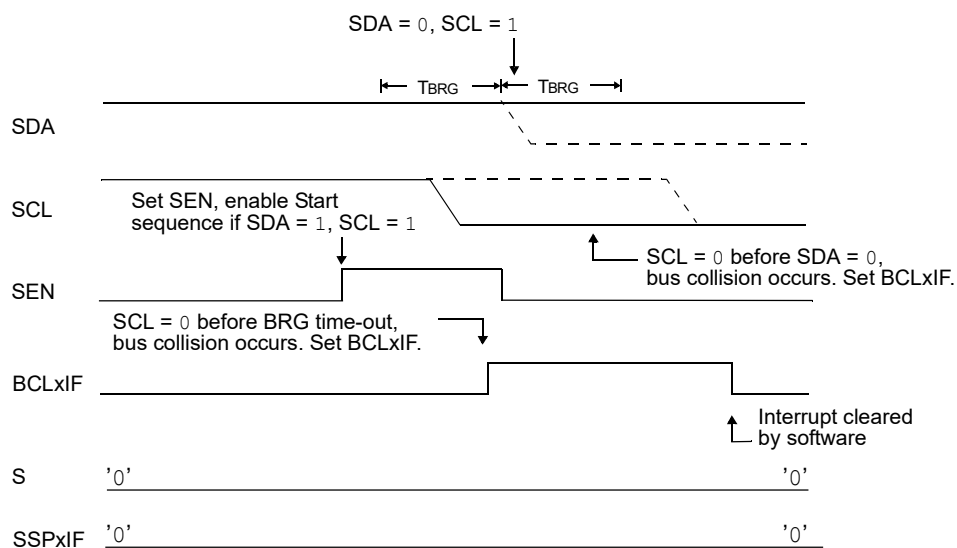 SDA = 0, SCL = 1
TBRG TBRG
SDA
SCL
Set SEN, enable Start
sequence if SDA = 1, SCL = 1
SCL = 0 before SDA = 0,
bus collision occurs. Set BCLxIF.
SEN
SCL = 0 before BRG time-out,
bus collision occurs. Set BCLxIF.
BCLxIF
Interrupt cleared
by software
S '0' '0'
SSPxIF '0' '0'